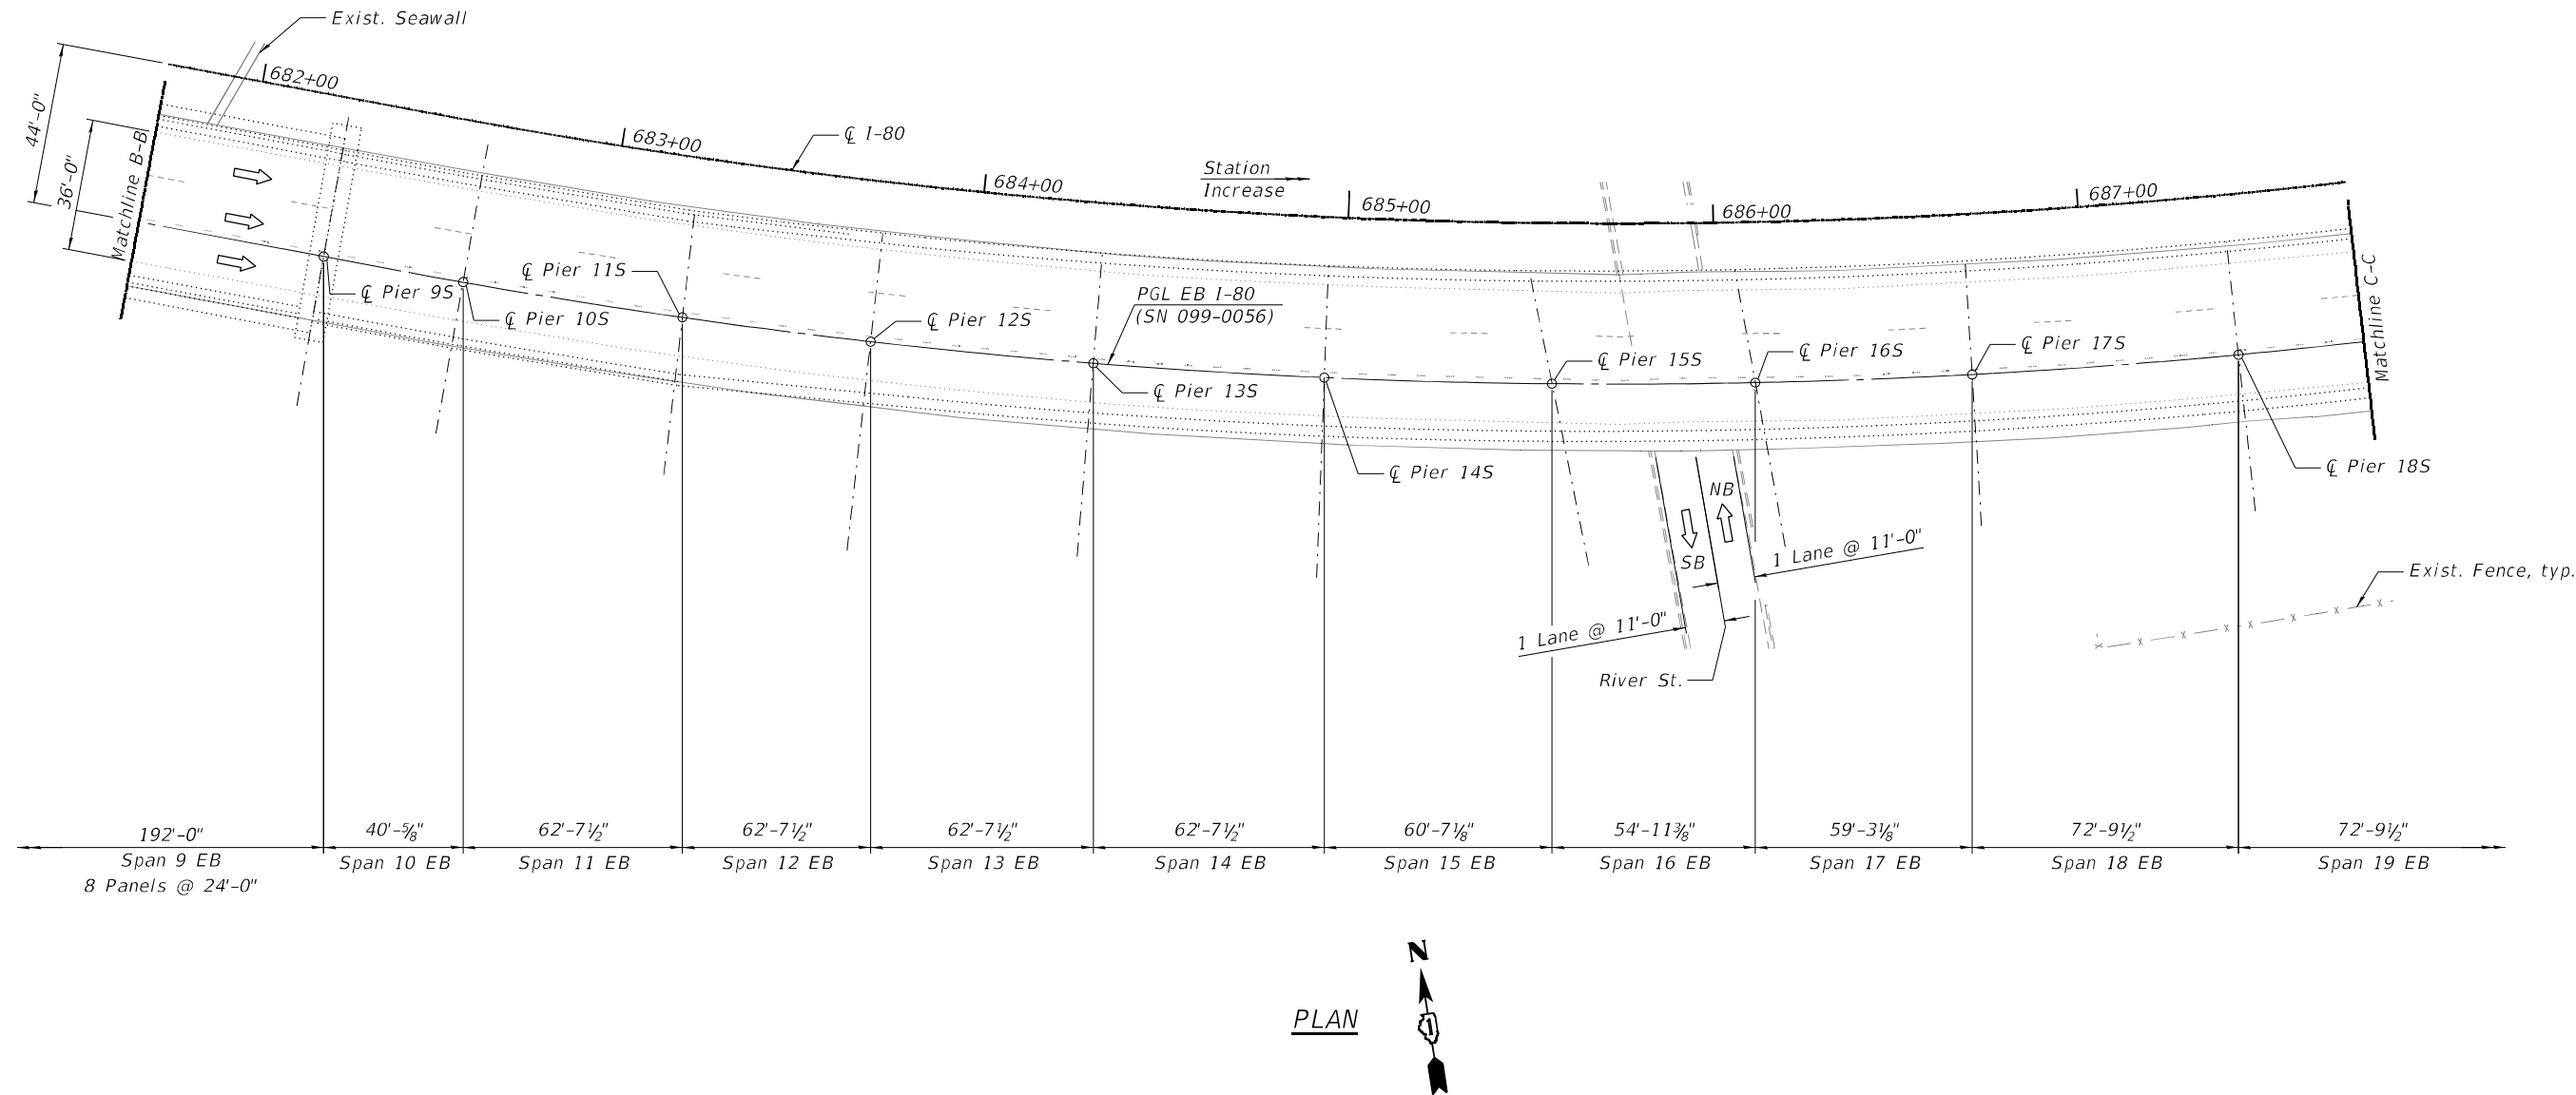 Exist. Seawall
682+00
683+00
℄ I-80
684+00
Station
Increase
685+00
686+00
687+00
44'-0"
36'-0"
Matchline B-B
℄ Pier 9S
℄ Pier 10S
℄ Pier 11S
℄ Pier 12S
PGL EB I-80
(SN 099-0056)
℄ Pier 13S
℄ Pier 14S
℄ Pier 15S
℄ Pier 16S
℄ Pier 17S
℄ Pier 18S
Matchline C-C
NB
SB
1 Lane @ 11'-0"
1 Lane @ 11'-0"
River St.
Exist. Fence, typ.
192'-0"
Span 9 EB
8 Panels @ 24'-0"
40'-⅝"
Span 10 EB
62'-7½"
Span 11 EB
62'-7½"
Span 12 EB
62'-7½"
Span 13 EB
62'-7½"
Span 14 EB
60'-7⅛"
Span 15 EB
54'-11⅜"
Span 16 EB
59'-3⅛"
Span 17 EB
72'-9½"
Span 18 EB
72'-9½"
Span 19 EB
PLAN
N